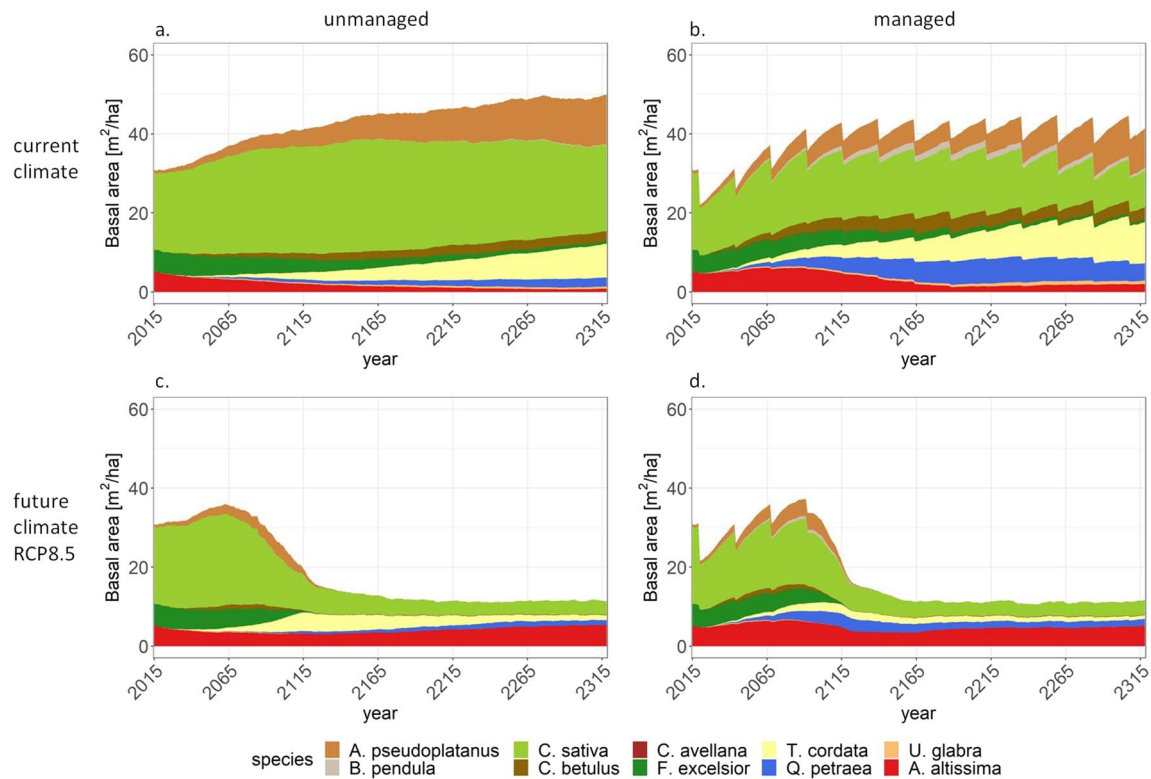 unmanaged managed
a. b.
60
40
20
0
Basal area [m²/ha]
2015 2065 2115 2165 2215 2265 2315
year
60
40
20
0
Basal area [m²/ha]
2015 2065 2115 2165 2215 2265 2315
year
current
climate
c. d.
60
40
20
0
Basal area [m²/ha]
2015 2065 2115 2165 2215 2265 2315
year
60
40
20
0
Basal area [m²/ha]
2015 2065 2115 2165 2215 2265 2315
year
future
climate
RCP8.5
species
A. pseudoplatanus C. sativa C. avellana T. cordata U. glabra
B. pendula C. betulus F. excelsior Q. petraea A. altissima